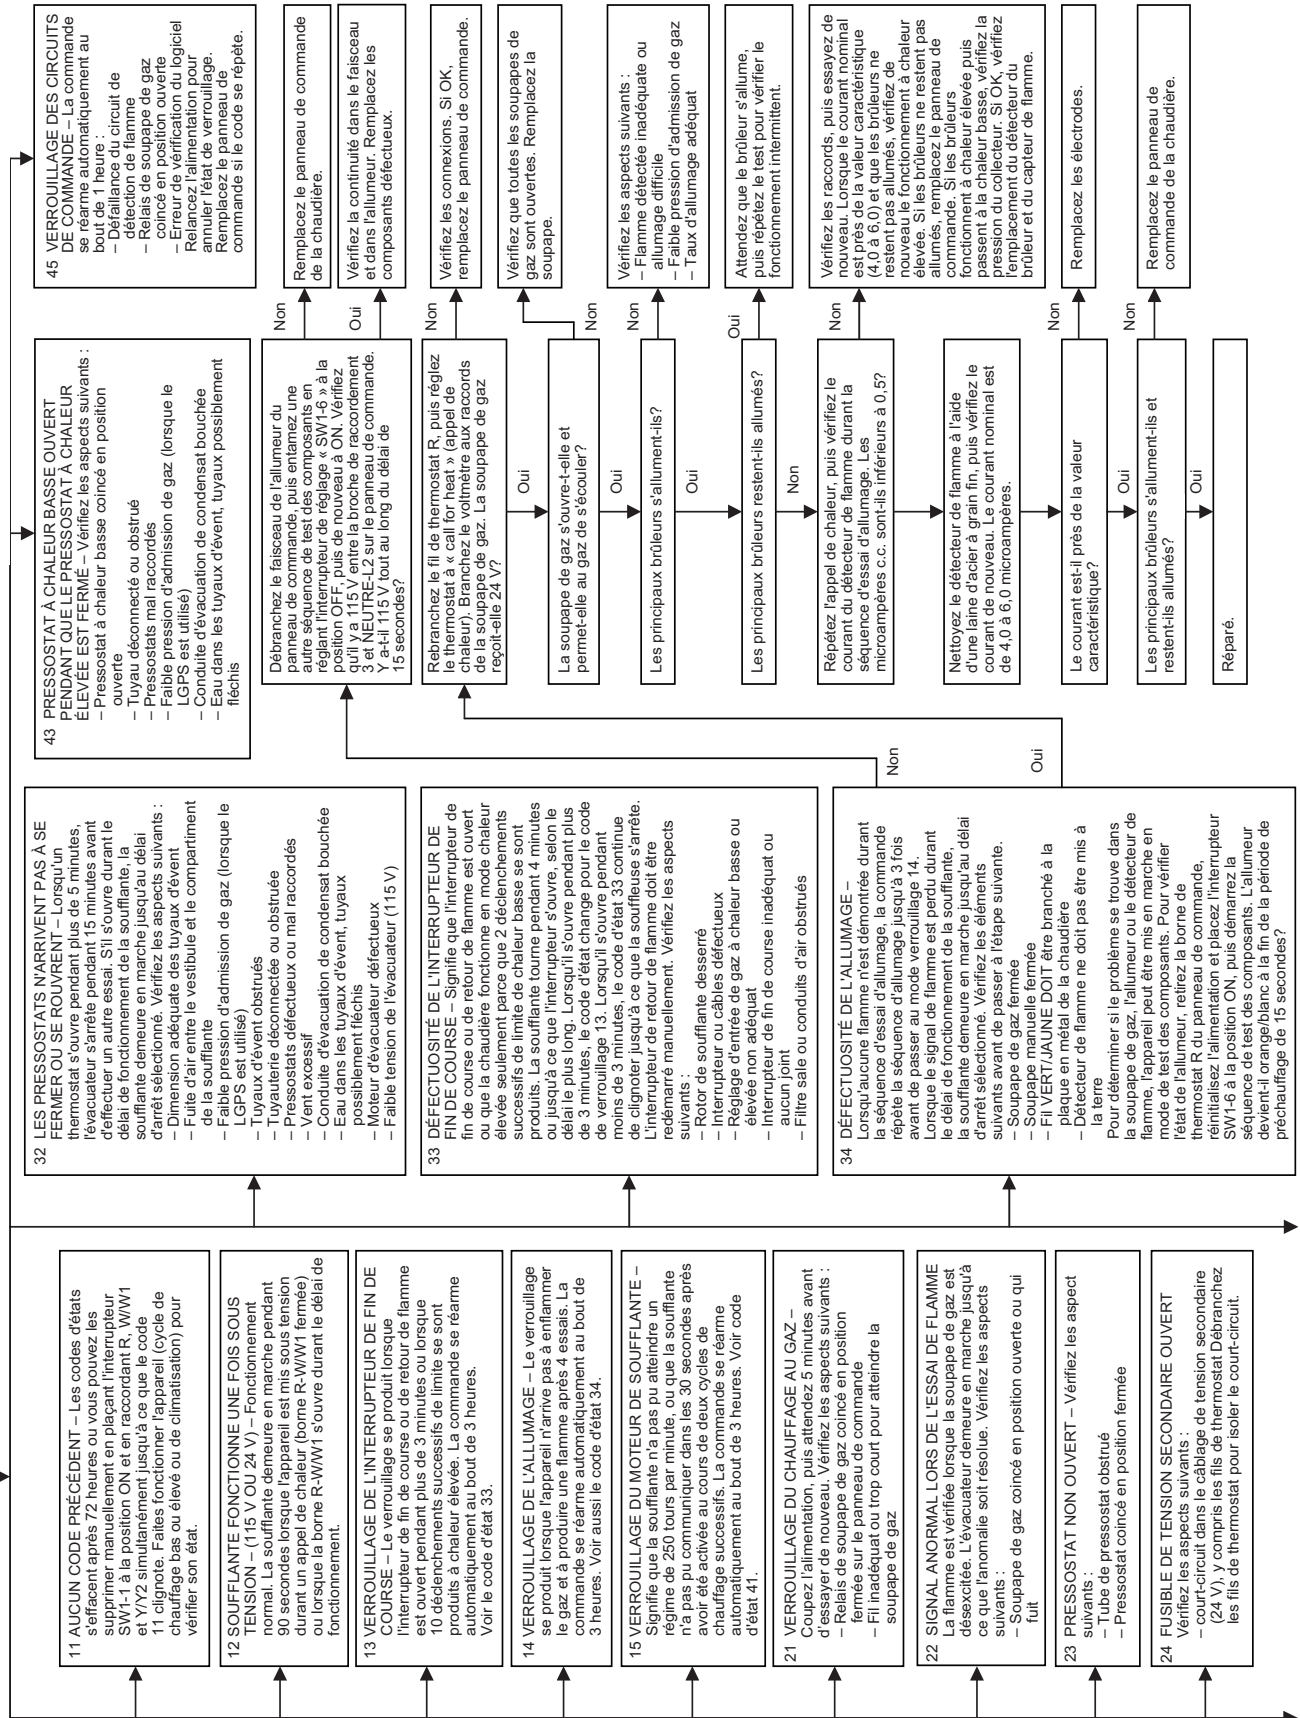 11 AUCUN CODE PRÉCÉDENT – Les codes d'états
s'effacent après 72 heures ou vous pouvez les
supprimer manuellement en plaçant l'interrupteur
SW1-1 à la position ON et en raccordant R, WW1
et Y/Y2 simultanément jusqu'à ce que le code
11 clignote. Faites fonctionner l'appareil (cycle de
chauffage bas ou élevé ou de climatisation) pour
vérifier son état.
12 SOUFFLANTE FONCTIONNE UNE FOIS SOUS
TENSION – (115 V OU 24 V) – Fonctionnement
normal. La soufflante demeure en marche pendant
90 secondes lorsque l'appareil est mis sous tension
durant un appel de chaleur (borne R-W/W1 fermée)
ou lorsque la borne R-W/W1 s'ouvre durant le délai de
fonctionnement.
13 VERROUILLAGE DE L'INTERRUPTEUR DE FIN DE
COURSE – Le verrouillage se produit lorsque
l'interrupteur de fin de course ou de retour de flamme
est ouvert pendant plus de 3 minutes ou lorsque
10 déclenchements successifs de limite se sont
produits à chaleur élevée. La commande se réarme
automatiquement au bout de 3 heures.
Voir le code d'état 33.
14 VERROUILLAGE DE L'ALLUMAGE – Le verrouillage
se produit lorsque l'appareil n'arrive pas à enflammer
le gaz et à produire une flamme après 4 essais. La
commande se réarme automatiquement au bout de
3 heures. Voir aussi le code d'état 34.
15 VERROUILLAGE DU MOTEUR DE SOUFFLANTE –
Signifie que la soufflante n'a pas pu atteindre un
régime de 250 tours par minute, ou que la soufflante
n'a pas pu communiquer dans les 30 secondes après
avoir été activée au cours de deux cycles de
chauffage successifs. La commande se réarme
automatiquement au bout de 3 heures. Voir code
d'état 41.
21 VERROUILLAGE DU CHAUFFAGE AU GAZ –
Coupez l'alimentation, puis attendez 5 minutes avant
d'essayer de nouveau. Vérifiez les aspects suivants :
– Relais de soupape de gaz coincé en position
fermée sur le panneau de commande
– Fil inadéquat ou trop court pour atteindre la
soupape de gaz
22 SIGNAL ANORMAL LORS DE L'ESSAI DE FLAMME
La flamme est vérifiée lorsque la soupape de gaz est
désexcitée. L'évacuateur demeure en marche jusqu'à
ce que l'anomalie soit résolue. Vérifiez les aspects
suivants :
– Soupape de gaz coincé en position ouverte ou qui
fuit
23 PRESSOSTAT NON OUVERT – Vérifiez les aspect
suivants :
– Tube de pressostat obstrué
– Pressostat coincé en position fermée
24 FUSIBLE DE TENSION SECONDAIRE OUVERT
Vérifiez les aspects suivants :
– court-circuit dans le câblage de tension secondaire
(24 V), y compris les fils de thermostat Débranchez
les fils de thermostat pour isoler le court-circuit.
32 LES PRESSOSTATS N'ARRIVENT PAS À SE
FERMER OU SE ROUVRENT – Lorsqu'un
thermostat s'ouvre pendant plus de 5 minutes,
l'évacuateur s'arrête pendant 15 minutes avant
d'effectuer un autre essai. S'il s'ouvre durant le
délai de fonctionnement de la soufflante, la
soufflante demeure en marche jusqu'au délai
d'arrêt sélectionné. Vérifiez les aspects suivants :
– Dimension adéquate des tuyaux d'évent
– Fuite d'air entre le vestibule et le compartiment
de la soufflante
– Faible pression d'admission de gaz (lorsque le
LGPS est utilisé)
– Tuyaux d'évent obstrués
– Tuyauterie déconnectée ou obstruée
– Pressostats défectueux ou mal raccordés
– Vent excessif
– Conduite d'évacuation de condensat bouchée
– Eau dans les tuyaux d'évent, tuyaux
possiblement fléchis
– Moteur d'évacuateur défectueux
– Faible tension de l'évacuateur (115 V)
33 DÉFECTUOSITÉ DE L'INTERRUPTEUR DE
FIN DE COURSE – Signifie que l'interrupteur de
fin de course ou de retour de flamme est ouvert
ou que la chaudière fonctionne en mode chaleur
élevée seulement parce que 2 déclenchements
successifs de limite de chaleur basse se sont
produits. La soufflante tourne pendant 4 minutes
ou jusqu'à ce que l'interrupteur s'ouvre, selon le
délai le plus long. Lorsqu'il s'ouvre pendant plus
de 3 minutes, le code d'état change pour le code
de verrouillage 13. Lorsqu'il s'ouvre pendant
moins de 3 minutes, le code d'état 33 continue
de clignoter jusqu'à ce que la souffleuse s'arrête.
L'interrupteur de retour de flamme doit être
redémarré manuellement. Vérifiez les aspects
suivants :
– Rotor de soufflante desserré
– Interrupteur ou câbles défectueux
– Réglage d'entrée de gaz à chaleur basse ou
élevée non adéquat
– Interrupteur de fin de course inadéquat ou
aucun joint
– Filtre sale ou conduits d'air obstrués
34 DÉFECTUOSITÉ DE L'ALLUMAGE –
Lorsqu'aucune flamme n'est démontrée durant
la séquence d'essai d'allumage, la commande
répète la séquence d'allumage jusqu'à 3 fois
avant de passer au mode verrouillage 14.
Lorsque le signal de flamme est perdu durant
le délai de fonctionnement de la soufflante,
la soufflante demeure en marche jusqu'au délai
d'arrêt sélectionné. Vérifiez les éléments
suivants avant de passer à l'étape suivante.
– Soupape de gaz fermée
– Soupape manuelle fermée
– Fil VERT/JAUNE DOIT être branché à la
plaque en métal de la chaudière
– Détecteur de flamme ne doit pas être mis à
la terre
Pour déterminer si le problème se trouve dans
la soupape de gaz, l'allumeur ou le détecteur de
flamme, l'appareil peut être mis en marche en
mode de test des composants. Pour vérifier
l'état de l'allumeur, retirez la borne de
thermostat R du panneau de commande,
réinitialisez l'alimentation et placez l'interrupteur
SW1-6 à la position ON, puis démarrez la
séquence de test des composants. L'allumeur
devient-il orange/blanc à la fin de la période de
préchauffage de 15 secondes?
Non
Oui
43 PRESSOSTAT À CHALEUR BASSE OUVERT
PENDANT QUE LE PRESSOSTAT À CHALEUR
ÉLEVÉE EST FERMÉ – Vérifiez les aspects suivants :
– Pressostat à chaleur basse coincé en position
ouverte
– Tuyau déconnecté ou obstrué
– Pressostats mal raccordés
– Faible pression d'admission de gaz (lorsque le
LGPS est utilisé)
– Conduite d'évacuation de condensat bouchée
– Eau dans les tuyaux d'évent, tuyaux possiblement
fléchis
Débranchez le faisceau de l'allumeur du
panneau de commande, puis entamez une
autre séquence de test des composants en
réglant l'interrupteur de réglage « SW1-6 » à la
position OFF, puis de nouveau à ON. Vérifiez
qu'il y a 115 V entre la broche de raccordement
3 et NEUTRE-L2 sur le panneau de commande.
Y a-t-il 115 V tout au long du délai de
15 secondes?
Non
Oui
Rebranchez le fil de thermostat R, puis réglez
le thermostat à « call for heat » (appel de
chaleur). Branchez le voltmètre aux raccords
de la soupape de gaz. La soupape de gaz
reçoit-elle 24 V?
Non
Oui
La soupape de gaz s'ouvre-t-elle et
permet-elle au gaz de s'écouler?
Non
Oui
Les principaux brûleurs s'allument-ils?
Non
Oui
Les principaux brûleurs restent-ils allumés?
Oui
Non
Répétez l'appel de chaleur, puis vérifiez le
courant du détecteur de flamme durant la
séquence d'essai d'allumage. Les
microampères c.c. sont-ils inférieurs à 0,5?
Non
Nettoyez le détecteur de flamme à l'aide
d'une laine d'acier à grain fin, puis vérifiez le
courant de nouveau. Le courant nominal est
de 4,0 à 6,0 microampères.
Le courant est-il près de la valeur
caractéristique?
Non
Oui
Les principaux brûleurs s'allument-ils et
restent-ils allumés?
Non
Oui
Réparé.
45 VERROUILLAGE DES CIRCUITS
DE COMMANDE – La commande
se réarme automatiquement au
bout de 1 heure :
– Défaillance du circuit de
détection de flamme
– Relais de soupape de gaz
coincé en position ouverte
– Erreur de vérification du logiciel
Relancez l'alimentation pour
annuler l'état de verrouillage.
Remplacez le panneau de
commande si le code se répète.
Remplacez le panneau de commande
de la chaudière.
Vérifiez la continuité dans le faisceau
et dans l'allumeur. Remplacez les
composants défectueux.
Vérifiez les connexions. Si OK,
remplacez le panneau de commande.
Vérifiez que toutes les soupapes de
gaz sont ouvertes. Remplacez la
soupape.
Vérifiez les aspects suivants :
– Flamme détectée inadéquate ou
allumage difficile
– Faible pression d'admission de gaz
– Taux d'allumage adéquat
Attendez que le brûleur s'allume,
puis répétez le test pour vérifier le
fonctionnement intermittent.
Vérifiez les raccords, puis essayez de
nouveau. Lorsque le courant nominal
est près de la valeur caractéristique
(4,0 à 6,0) et que les brûleurs ne
restent pas allumés, vérifiez de
nouveau le fonctionnement à chaleur
élevée. Si les brûleurs ne restent pas
allumés, remplacez le panneau de
commande. Si les brûleurs
fonctionnent à chaleur élevée puis
passent à la chaleur basse, vérifiez la
pression du collecteur. Si OK, vérifiez
l'emplacement du détecteur du
brûleur et du capteur de flamme.
Remplacez les électrodes.
Remplacez le panneau de
commande de la chaudière.